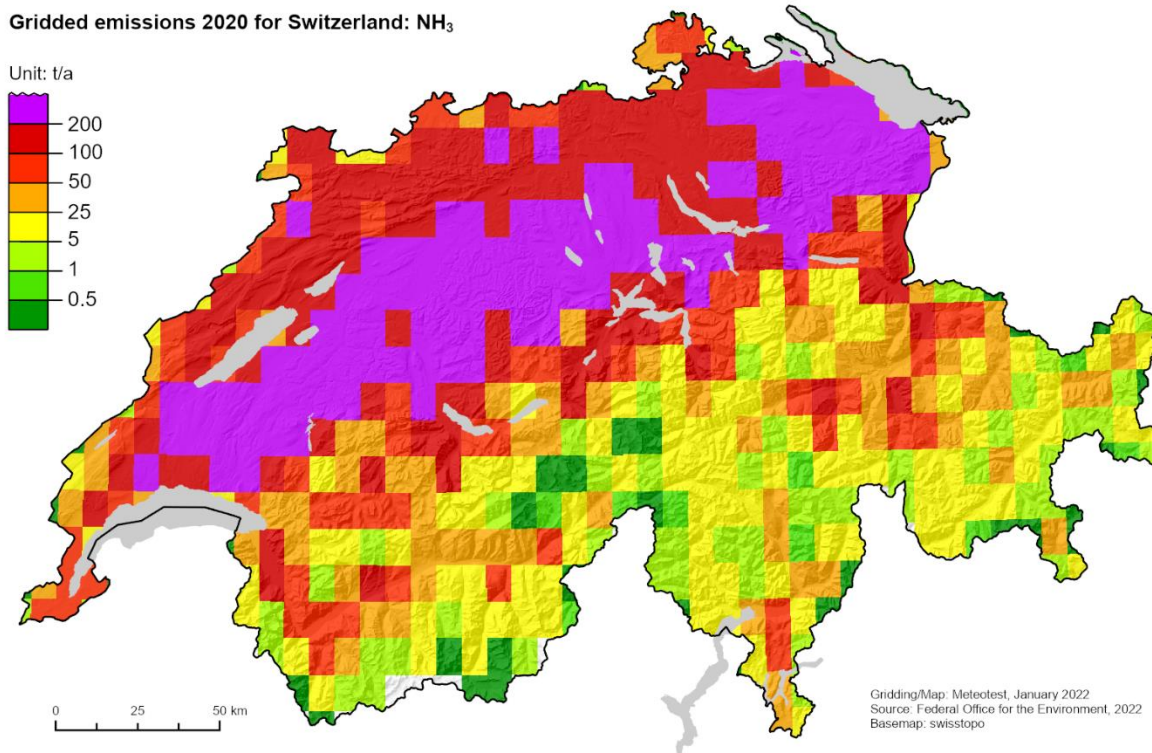 Gridded emissions 2020 for Switzerland: NH₃
Unit: t/a
200
100
50
25
5
1
0.5
0 25 50 km
Gridding/Map: Meteotest, January 2022
Source: Federal Office for the Environment, 2022
Basemap: swisstopo